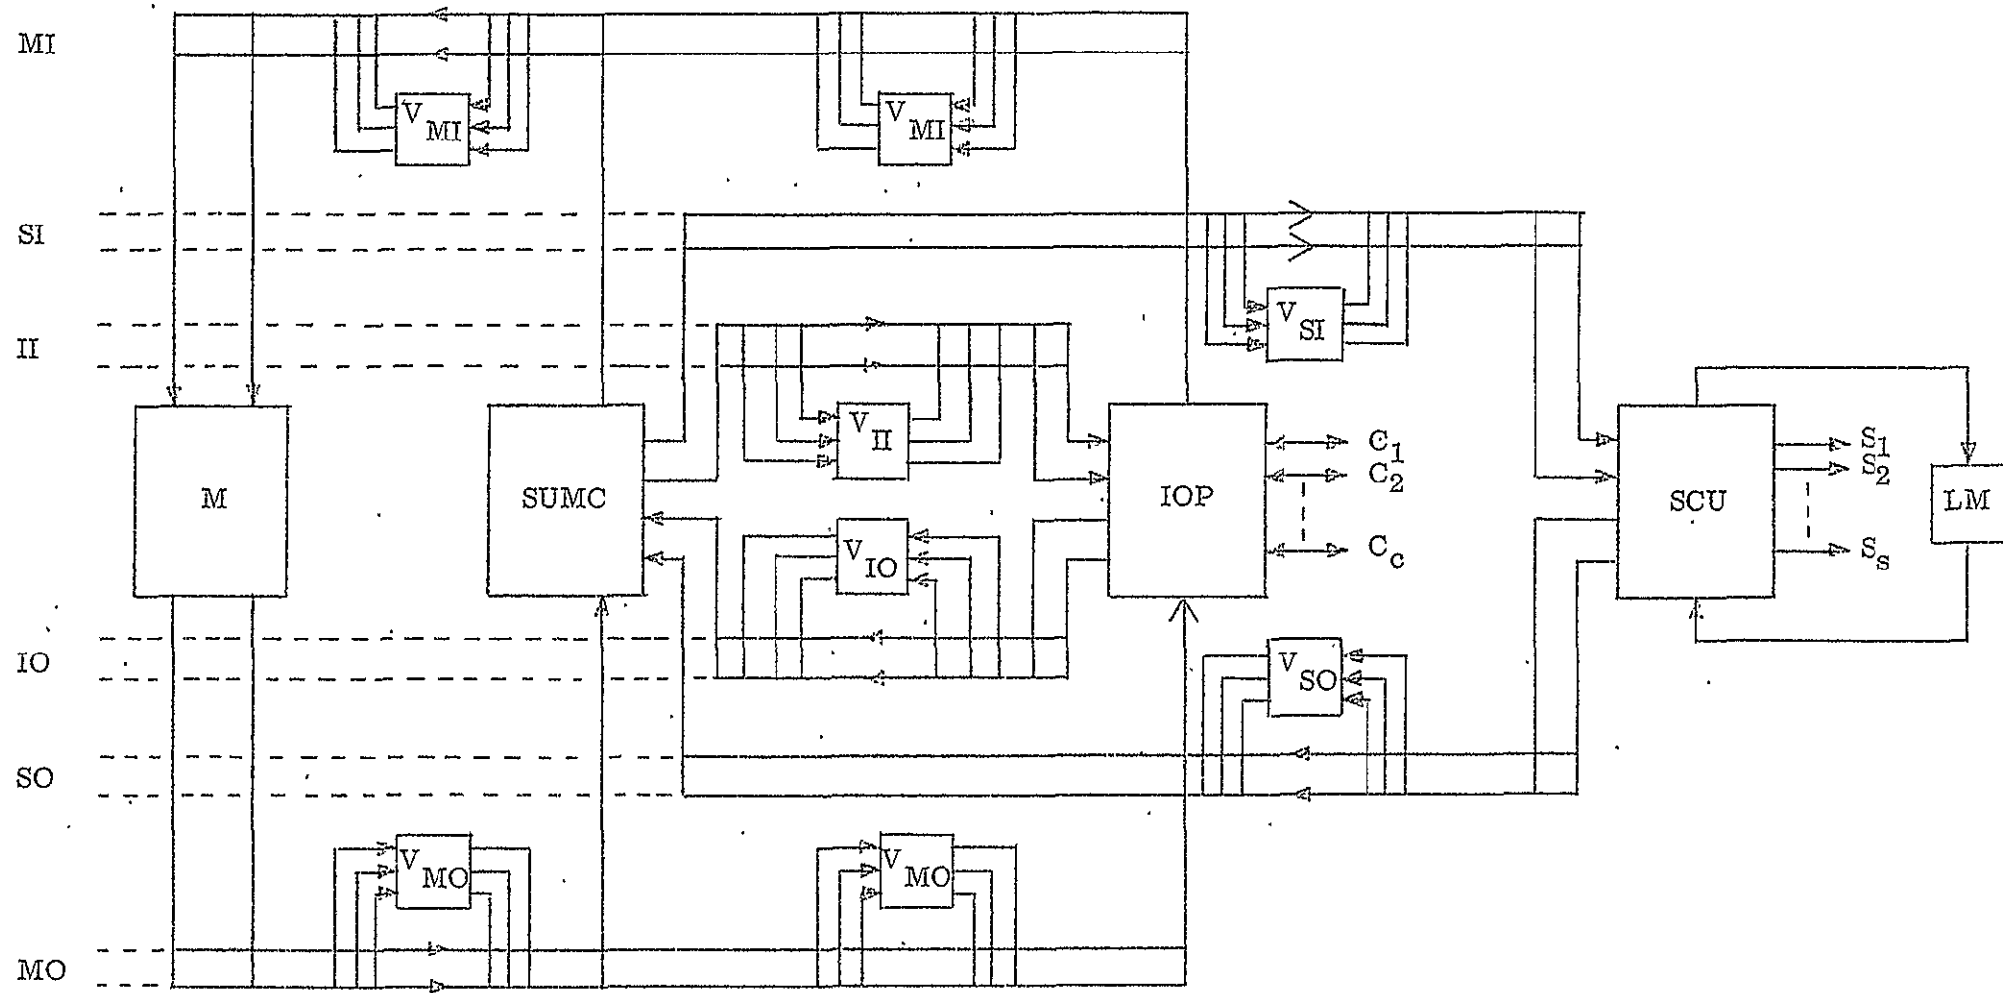 MI
V MI
V MI
SI
V SI
II
V II
M
SUMC
IOP
C1
C2
Cc
SCU
S1
S2
Ss
LM
V IO
IO
V SO
SO
V MO
V MO
MO